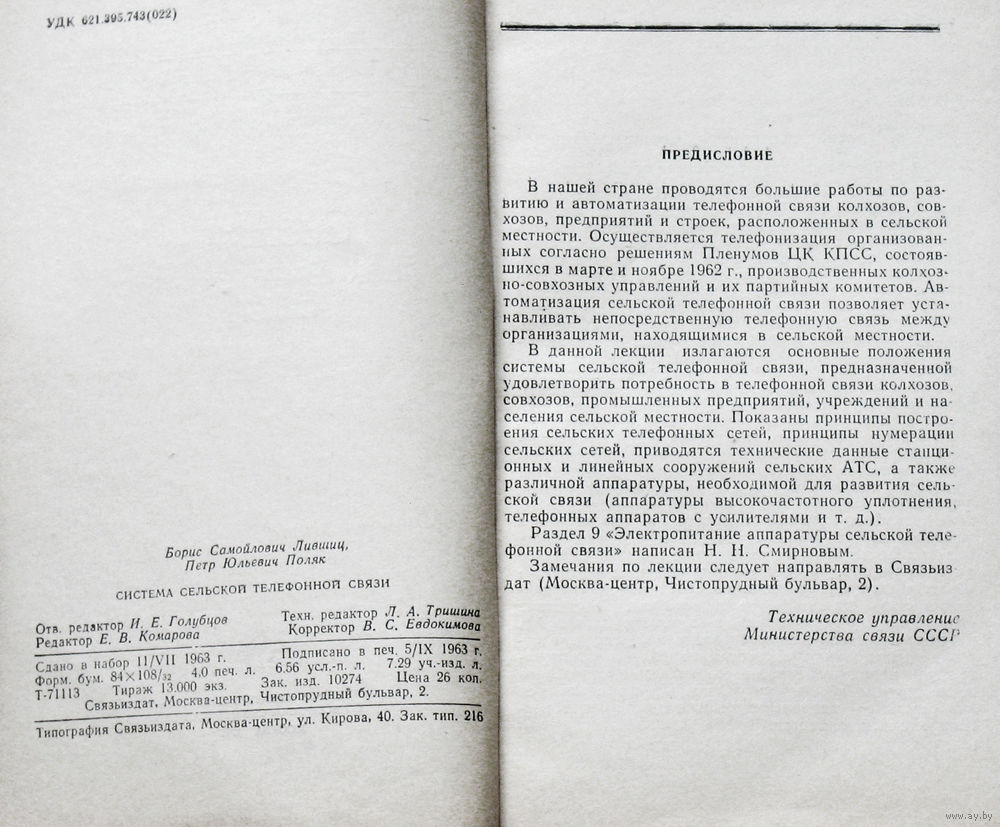 УДК 621.395.743(022)
Борис Самойлович Лившиц,
Петр Юльевич Поляк
СИСТЕМА СЕЛЬСКОЙ ТЕЛЕФОННОЙ СВЯЗИ
Отв. редактор И. Е. Голубцов Техн. редактор Л. А. Тришина
Редактор Е. В. Комарова Корректор В. С. Евдокимова
Сдано в набор 11/VII 1963 г. Подписано в печ. 5/IX 1963 г.
Форм. бум. 84×108/32 4,0 печ. л. 6.56 усл.-п. л. 7.29 уч.-изд. л.
Т-71113 Тираж 13.000 экз. Зак. изд. 10274 Цена 26 коп.
Связьиздат, Москва-центр, Чистопрудный бульвар, 2.
Типография Связьиздата, Москва-центр, ул. Кирова, 40. Зак. тип. 216
ПРЕДИСЛОВИЕ
В нашей стране проводятся большие работы по раз-
витию и автоматизации телефонной связи колхозов, сов-
хозов, предприятий и строек, расположенных в сельской
местности. Осуществляется телефонизация организован-
ных согласно решениям Пленумов ЦК КПСС, состояв-
шихся в марте и ноябре 1962 г., производственных колхоз-
но-совхозных управлений и их партийных комитетов. Ав-
томатизация сельской телефонной связи позволяет уста-
навливать непосредственную телефонную связь между
организациями, находящимися в сельской местности.
В данной лекции излагаются основные положения
системы сельской телефонной связи, предназначенной
удовлетворить потребность в телефонной связи колхозов,
совхозов, промышленных предприятий, учреждений и на-
селения сельской местности. Показаны принципы построе-
ения сельских телефонных сетей, принципы нумерации
сельских сетей, приводятся технические данные станци-
онных и линейных сооружений сельских АТС, а также
различной аппаратуры, необходимой для развития сель-
ской связи (аппаратуры высокочастотного уплотнения,
телефонных аппаратов с усилителями и т. д.).
Раздел 9 «Электропитание аппаратуры сельской теле-
фонной связи» написан Н. Н. Смирновым.
Замечания по лекции следует направлять в Связьиз
дат (Москва-центр, Чистопрудный бульвар, 2).
Техническое управление
Министерства связи СССР
www.ay.by